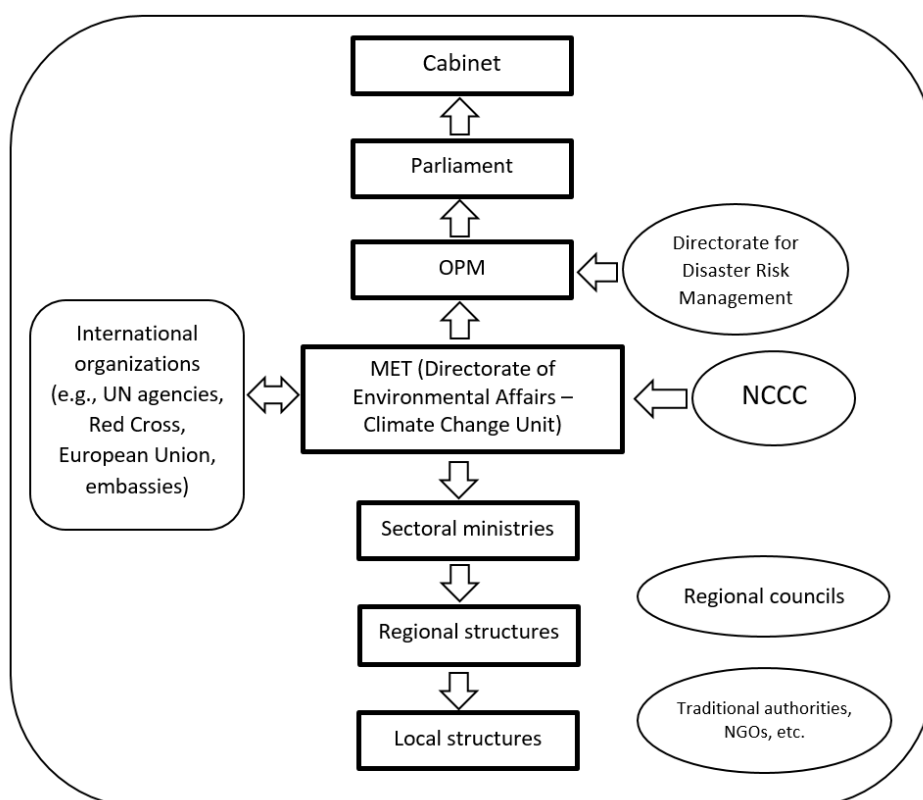 Cabinet
Parliament
OPM
Directorate for
Disaster Risk
Management
International
organizations
(e.g., UN agencies,
Red Cross,
European Union,
embassies)
MET (Directorate of
Environmental Affairs –
Climate Change Unit)
NCCC
Sectoral ministries
Regional structures
Regional councils
Local structures
Traditional authorities,
NGOs, etc.